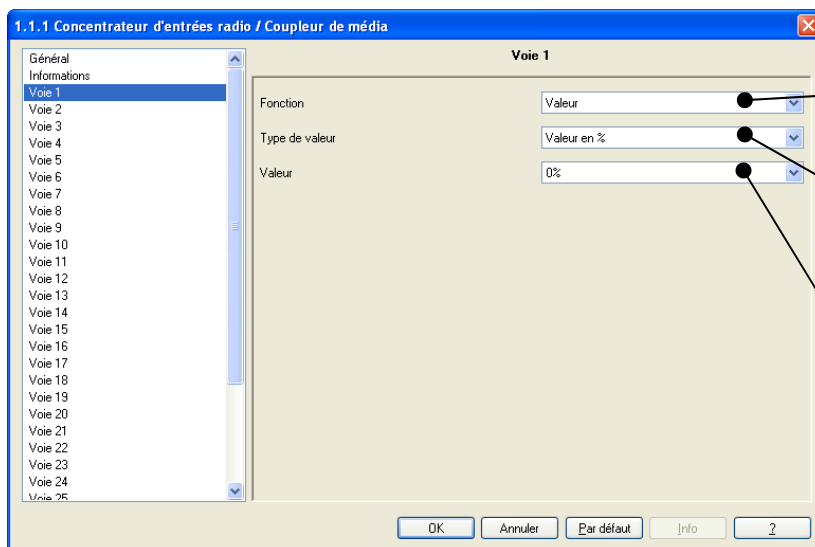 1.1.1 Concentrateur d'entrées radio / Coupleur de média
Général
Informations
Voie 1
Voie 2
Voie 3
Voie 4
Voie 5
Voie 6
Voie 7
Voie 8
Voie 9
Voie 10
Voie 11
Voie 12
Voie 13
Voie 14
Voie 15
Voie 16
Voie 17
Voie 18
Voie 19
Voie 20
Voie 21
Voie 22
Voie 23
Voie 24
Voie 25
Voie 1
Fonction Valeur
Type de valeur Valeur en %
Valeur 0%
OK Annuler Par défaut Info ?